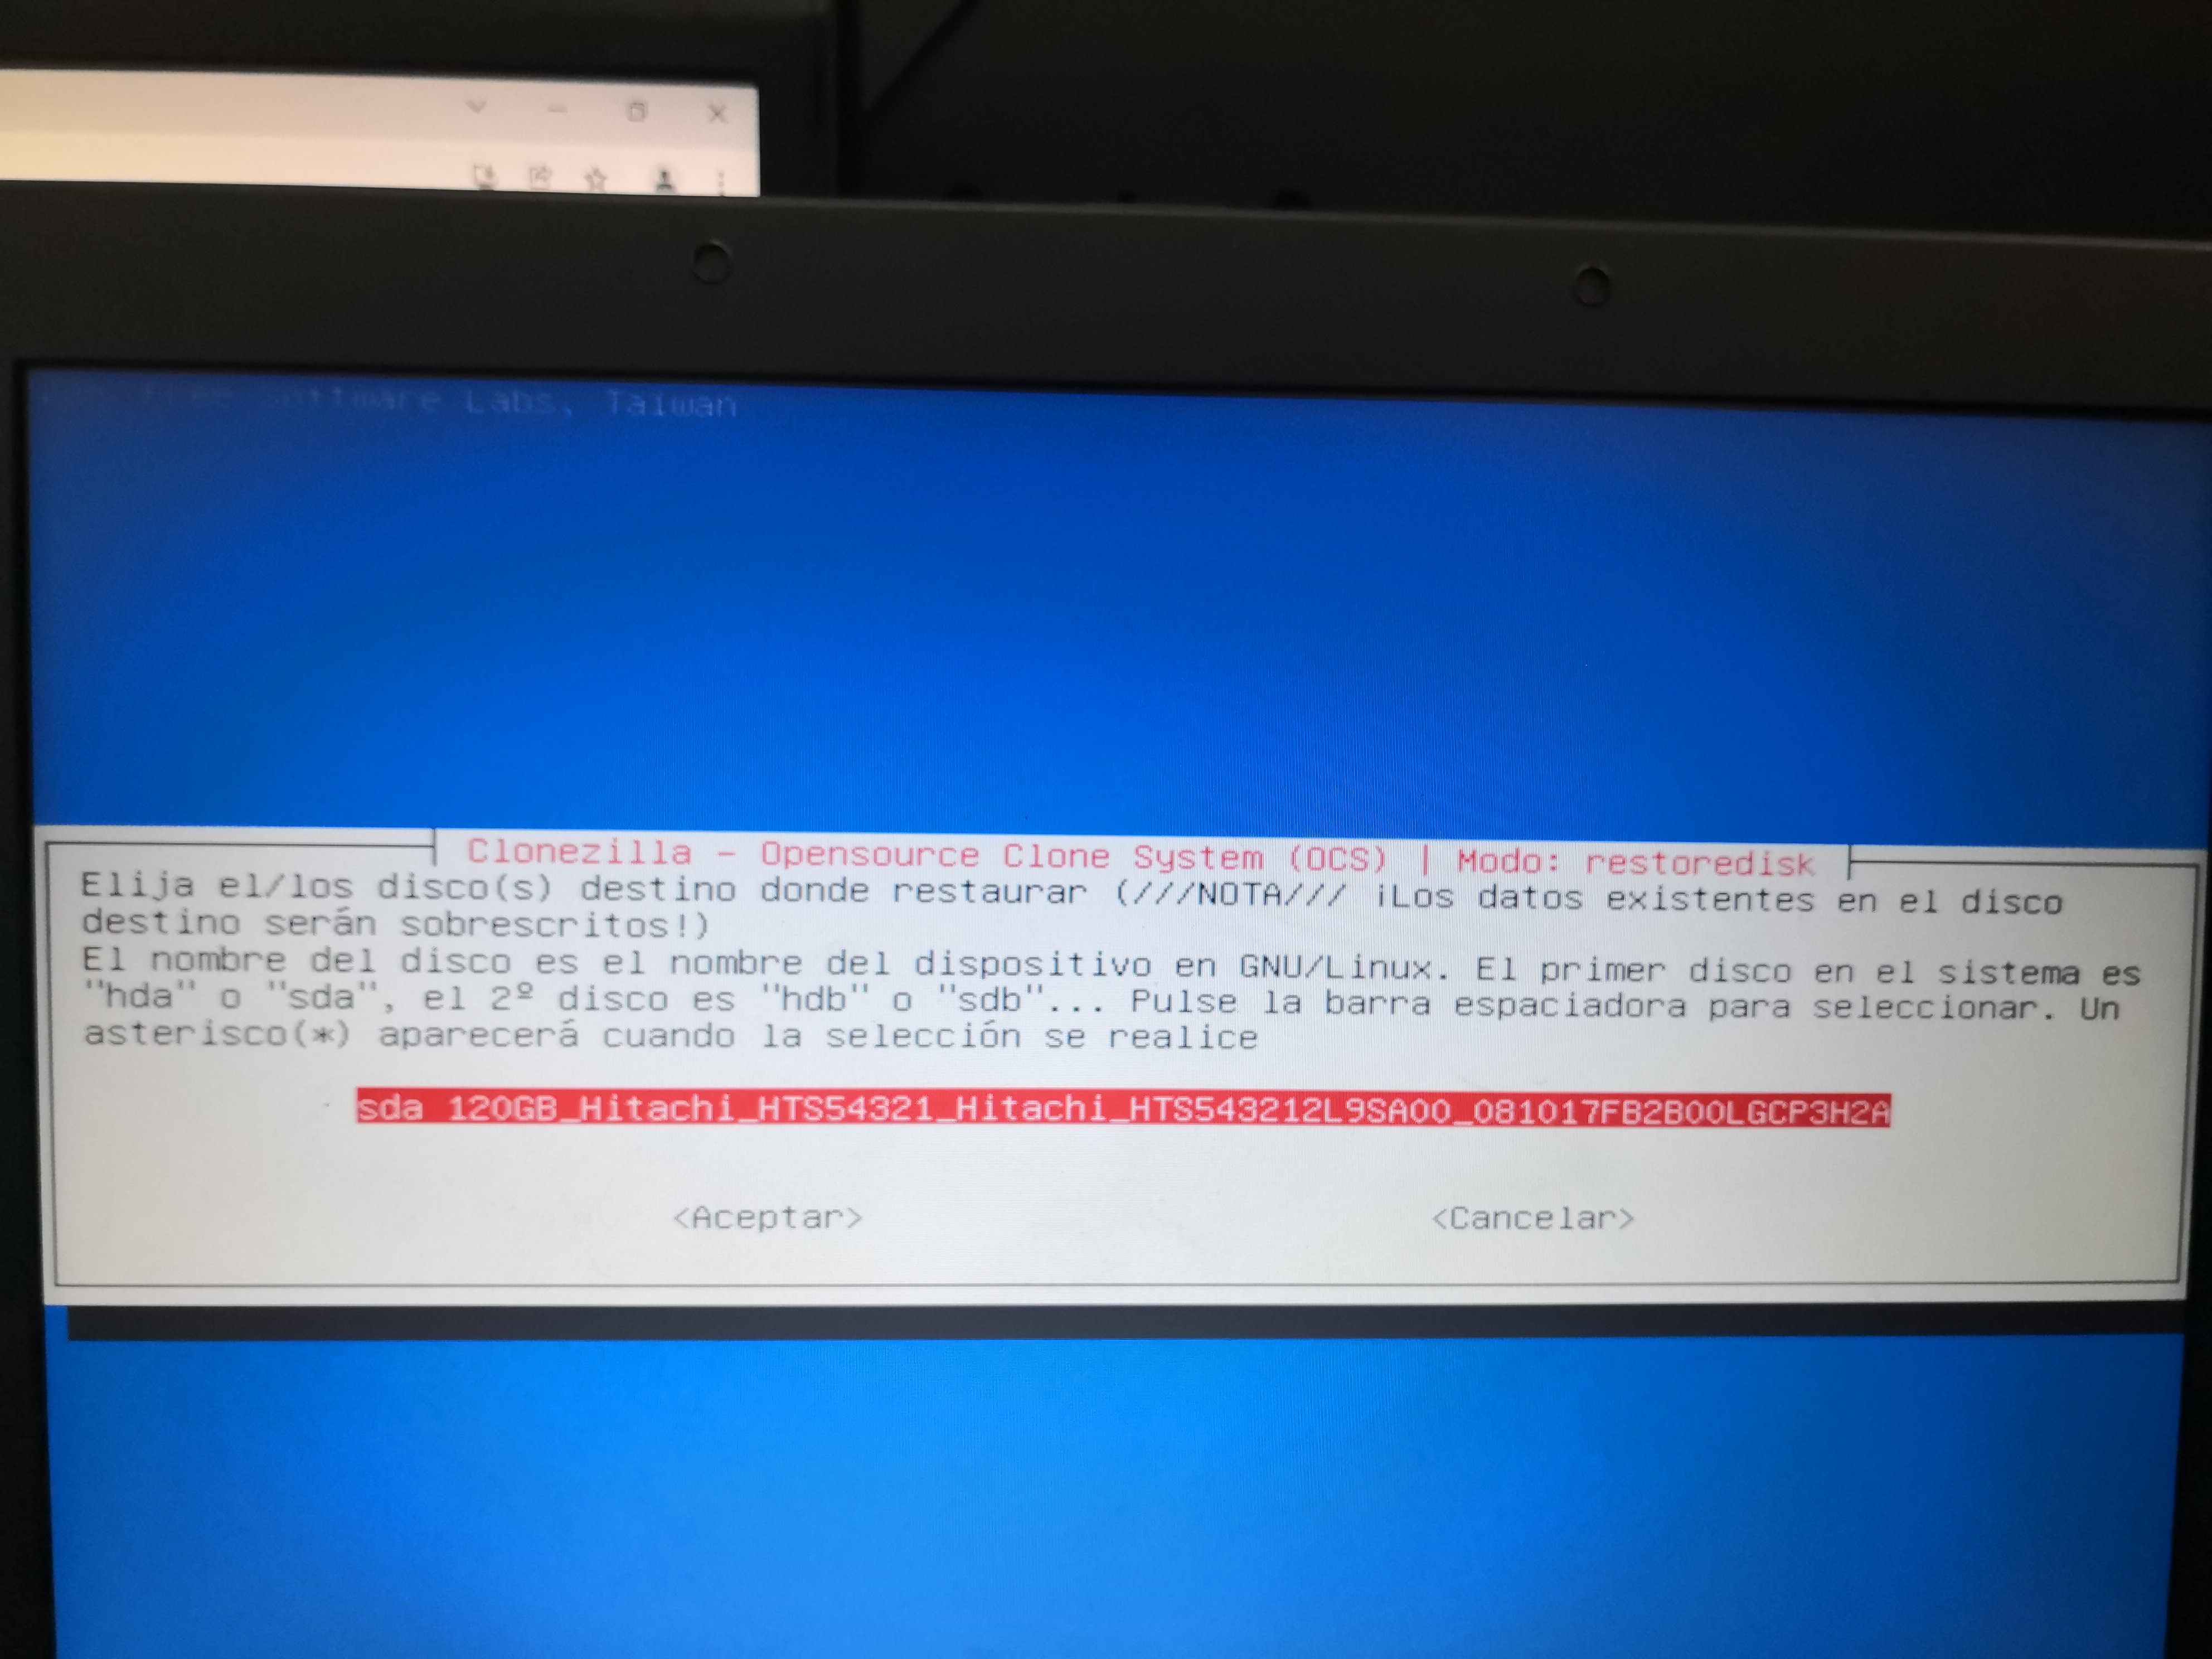 Software Labs, Taiwan
Clonezilla - Opensource Clone System (OCS) | Modo: restoredisk
Elija el/los disco(s) destino donde restaurar (///NOTA/// ¡Los datos existentes en el disco
destino serán sobrescritos!)
El nombre del disco es el nombre del dispositivo en GNU/Linux. El primer disco en el sistema es
"hda" o "sda", el 2º disco es "hdb" o "sdb"... Pulse la barra espaciadora para seleccionar. Un
asterisco(*) aparecerá cuando la selección se realice
sda 120GB_Hitachi_HTS54321_Hitachi_HTS543212L9SA00_081017FB2B00LGCP3H2A
<Aceptar> <Cancelar>